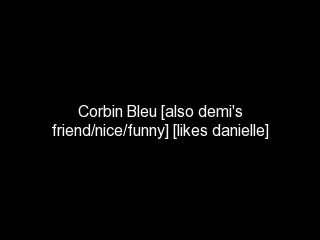 Corbin Bleu [also demi's
friend/nice/funny] [likes danielle]